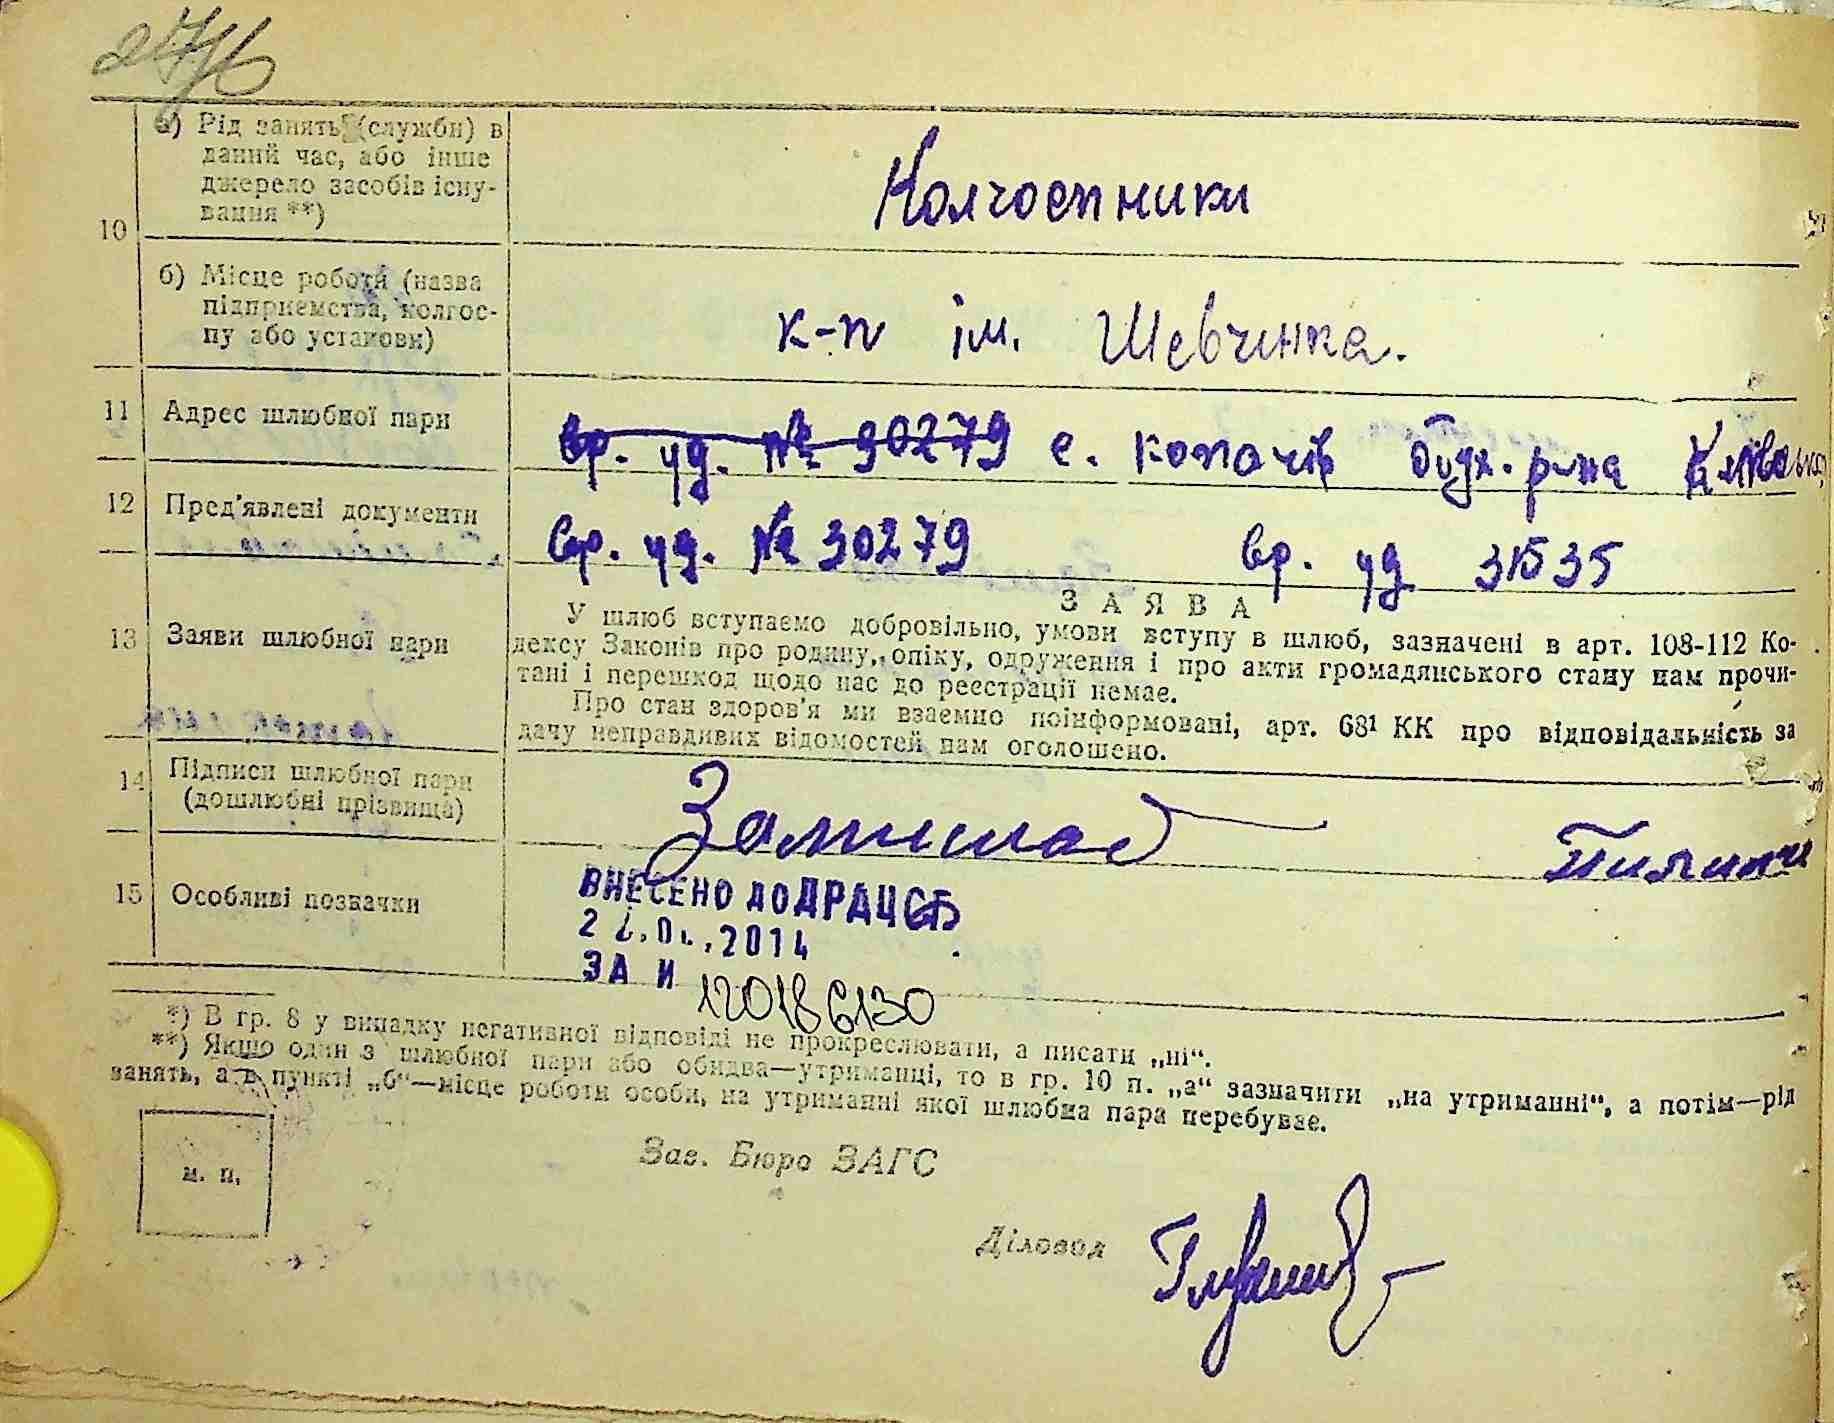 10
а) Рід занять (служби) в
даний час, або інше
джерело засобів існу-
вання **)
Колгоспники
б) Місце роботи (назва
підприємства, колгос-
пу або установи)
к-п ім. Шевченка.
11
Адрес шлюбної пари
вр. уд. № 30279 с. Копачів Обух. р-на Київської
12
Пред'явлені документи
вр. уд. № 30279 вр. уд 31535
13
Заяви шлюбної пари
ЗАЯВА
У шлюб вступаємо добровільно, умови вступу в шлюб, зазначені в арт. 108-112 Ко-
дексу Законів про родину, опіку, одруження і про акти громадянського стану нам прочи-
тані і перешкод щодо нас до реєстрації немає.
Про стан здоров'я ми взаємно поінформовані, арт. 68¹ КК про відповідальність за
дачу неправдивих відомостей нам оголошено.
14
Підписи шлюбної пари
(дошлюбні прізвища)
15
Особливі позначки
ВНЕСЕНО ДО ДРАЦС
2014
ЗА И 120186130
*) В гр. 8 у випадку негативної відповіді не прокреслювати, а писати „ні“.
**) Якщо один з шлюбної пари або обидва—утриманці, то в гр. 10 п. „а“ зазначити „на утриманні“, а потім—рід
занять, а в пункті „б“—місце роботи особи, на утриманні якої шлюбна пара перебуває.
м. п.
Зав. Бюро ЗАГС
Діловод